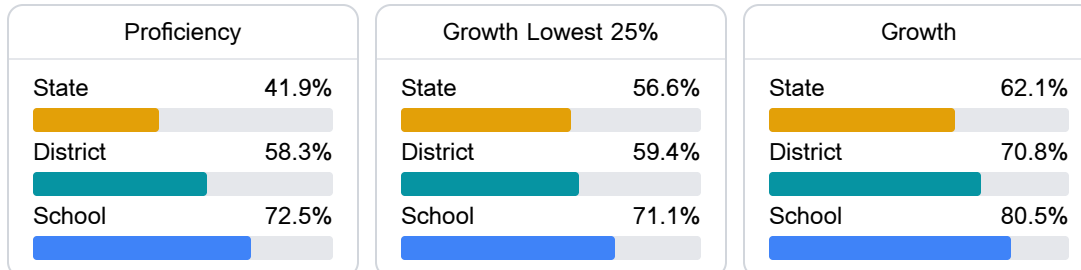 Proficiency
State 41.9%
District 58.3%
School 72.5%
Growth Lowest 25%
State 56.6%
District 59.4%
School 71.1%
Growth
State 62.1%
District 70.8%
School 80.5%